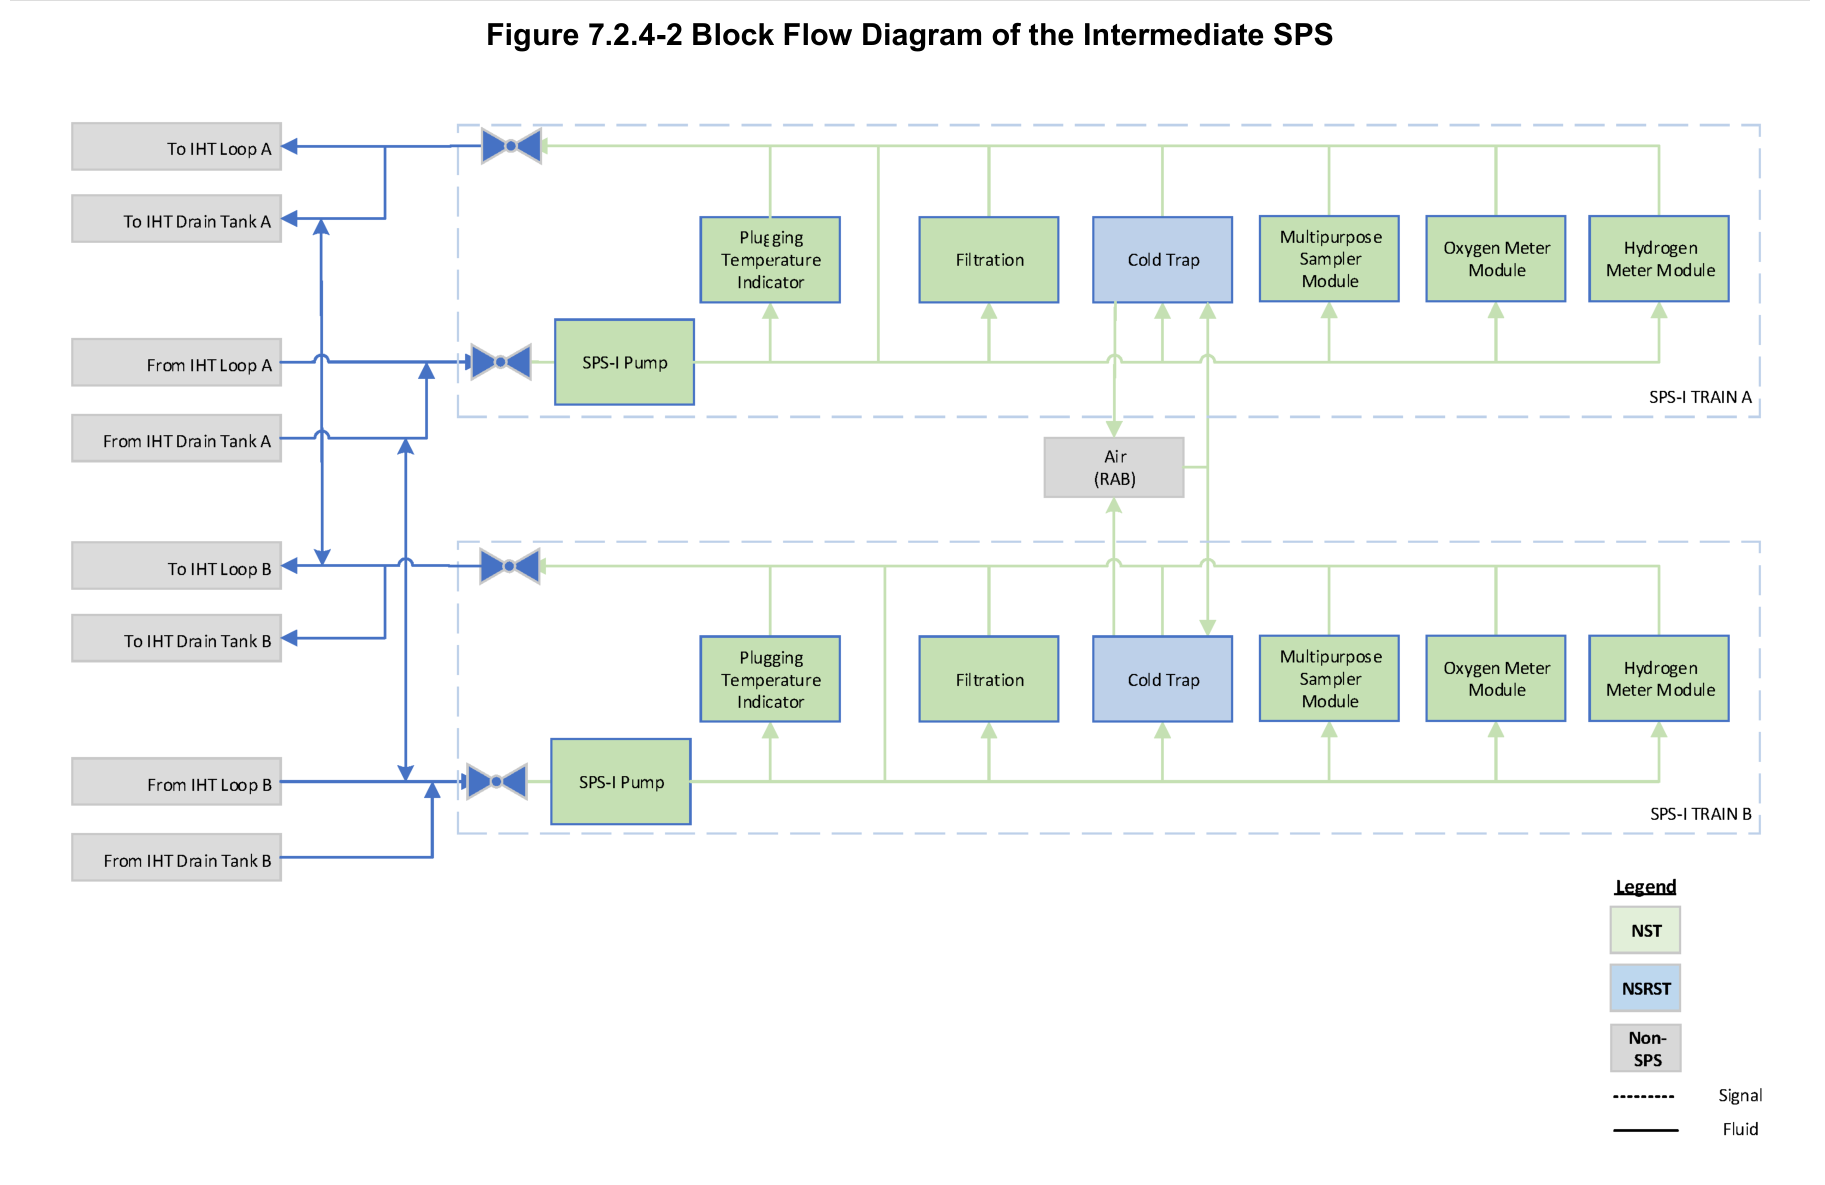 Figure 7.2.4-2 Block Flow Diagram of the Intermediate SPS
To IHT Loop A
To IHT Drain Tank A
From IHT Loop A
From IHT Drain Tank A
Plugging
Temperature
Indicator
Filtration
Cold Trap
Multipurpose
Sampler
Module
Oxygen Meter
Module
Hydrogen
Meter Module
SPS-I Pump
SPS-I TRAIN A
Air
(RAB)
To IHT Loop B
To IHT Drain Tank B
From IHT Loop B
From IHT Drain Tank B
Plugging
Temperature
Indicator
Filtration
Cold Trap
Multipurpose
Sampler
Module
Oxygen Meter
Module
Hydrogen
Meter Module
SPS-I Pump
SPS-I TRAIN B
Legend
NST
NSRST
Non-
SPS
Signal
Fluid